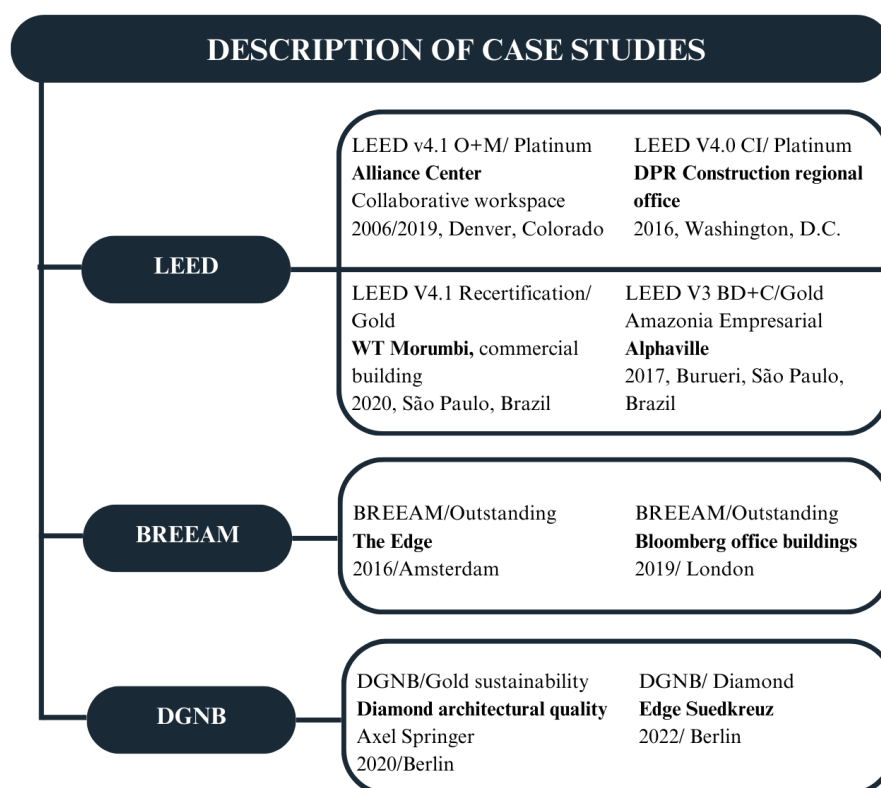 DESCRIPTION OF CASE STUDIES
LEED
LEED v4.1 O+M/ Platinum
Alliance Center
Collaborative workspace
2006/2019, Denver, Colorado
LEED V4.0 CI/ Platinum
DPR Construction regional
office
2016, Washington, D.C.
LEED V4.1 Recertification/
Gold
WT Morumbi, commercial
building
2020, São Paulo, Brazil
LEED V3 BD+C/Gold
Amazonia Empresarial
Alphaville
2017, Burueri, São Paulo,
Brazil
BREEAM
BREEAM/Outstanding
The Edge
2016/Amsterdam
BREEAM/Outstanding
Bloomberg office buildings
2019/ London
DGNB
DGNB/Gold sustainability
Diamond architectural quality
Axel Springer
2020/Berlin
DGNB/ Diamond
Edge Suedkreuz
2022/ Berlin